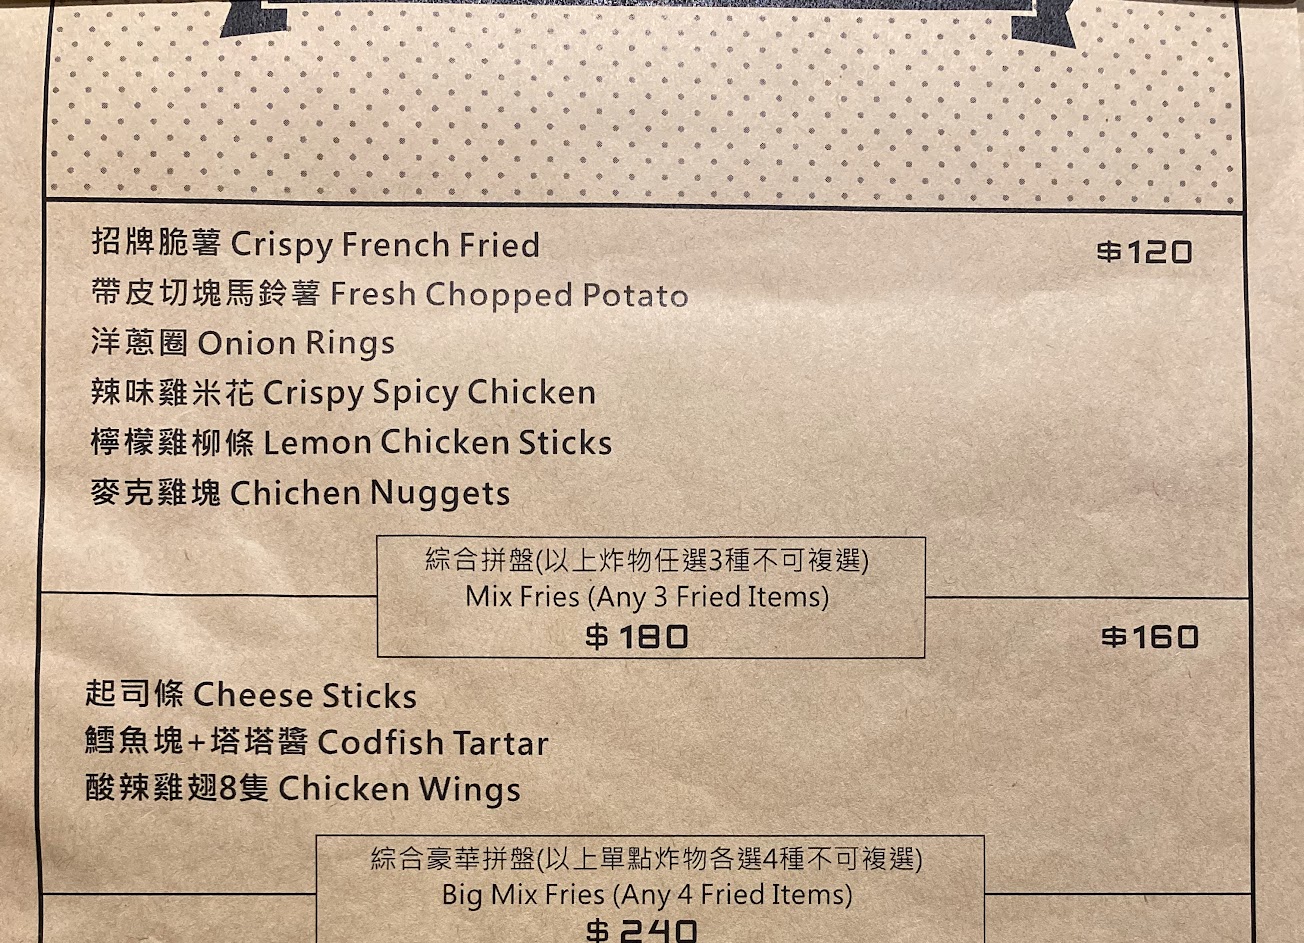 招牌脆薯 Crispy French Fried $120
帶皮切塊馬鈴薯 Fresh Chopped Potato
洋蔥圈 Onion Rings
辣味雞米花 Crispy Spicy Chicken
檸檬雞柳條 Lemon Chicken Sticks
麥克雞塊 Chichen Nuggets
綜合拼盤(以上炸物任選3種不可複選)
Mix Fries (Any 3 Fried Items)
$180
$160
起司條 Cheese Sticks
鱈魚塊+塔塔醬 Codfish Tartar
酸辣雞翅8隻 Chicken Wings
綜合豪華拼盤(以上單點炸物各選4種不可複選)
Big Mix Fries (Any 4 Fried Items)
$240